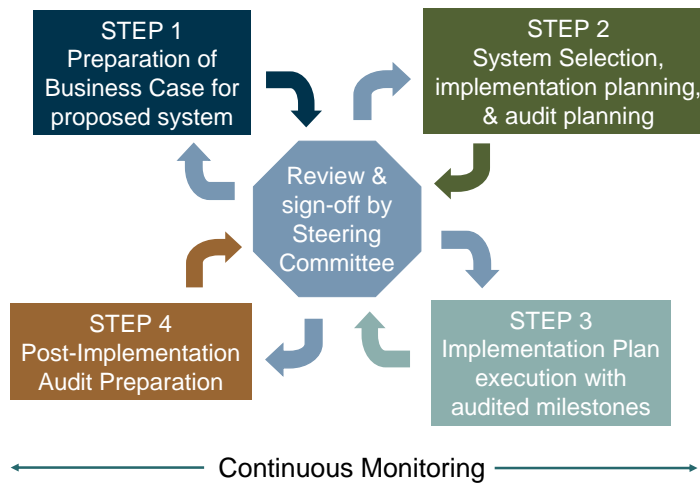 STEP 1
Preparation of
Business Case for
proposed system
STEP 2
System Selection,
implementation planning,
& audit planning
Review &
sign-off by
Steering
Committee
STEP 4
Post-Implementation
Audit Preparation
STEP 3
Implementation Plan
execution with
audited milestones
Continuous Monitoring